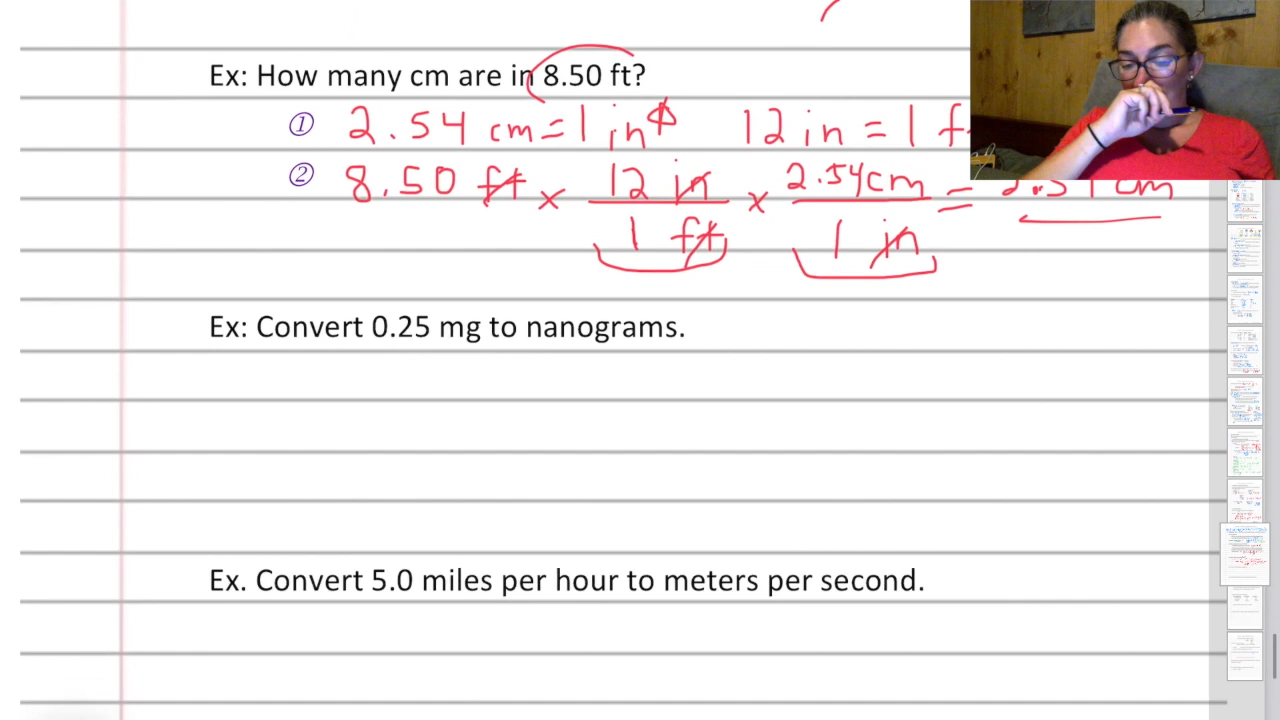 Ex: How many cm are in 8.50 ft?
① 2.54 cm = 1 in 12 in = 1 f
② 8.50 ft x 12 in / 1 ft x 2.54 cm / 1 in = cm
Ex: Convert 0.25 mg to nanograms.
Ex. Convert 5.0 miles per hour to meters per second.